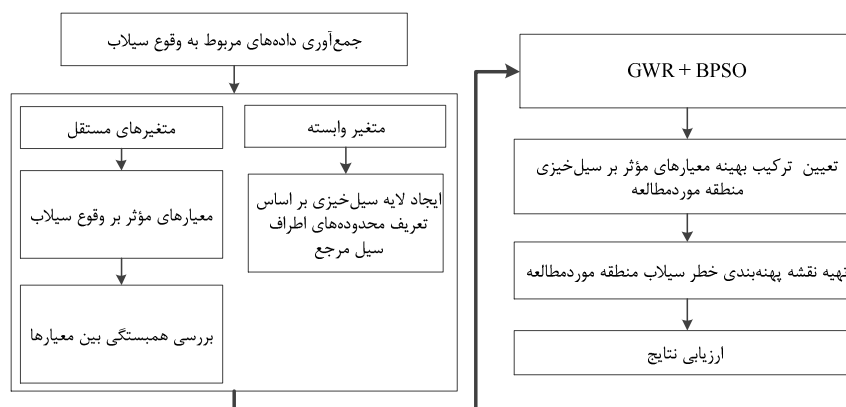 جمع‌آوری داده‌های مربوط به وقوع سیلاب
متغیرهای مستقل
معیارهای مؤثر بر وقوع سیلاب
بررسی همبستگی بین معیارها
متغیر وابسته
ایجاد لایه سیل‌خیزی بر اساس
تعریف محدوده‌های اطراف
سیل مرجع
GWR + BPSO
تعیین ترکیب بهینه معیارهای مؤثر بر سیل‌خیزی
منطقه موردمطالعه
تهیه نقشه پهنه‌بندی خطر سیلاب منطقه موردمطالعه
ارزیابی نتایج